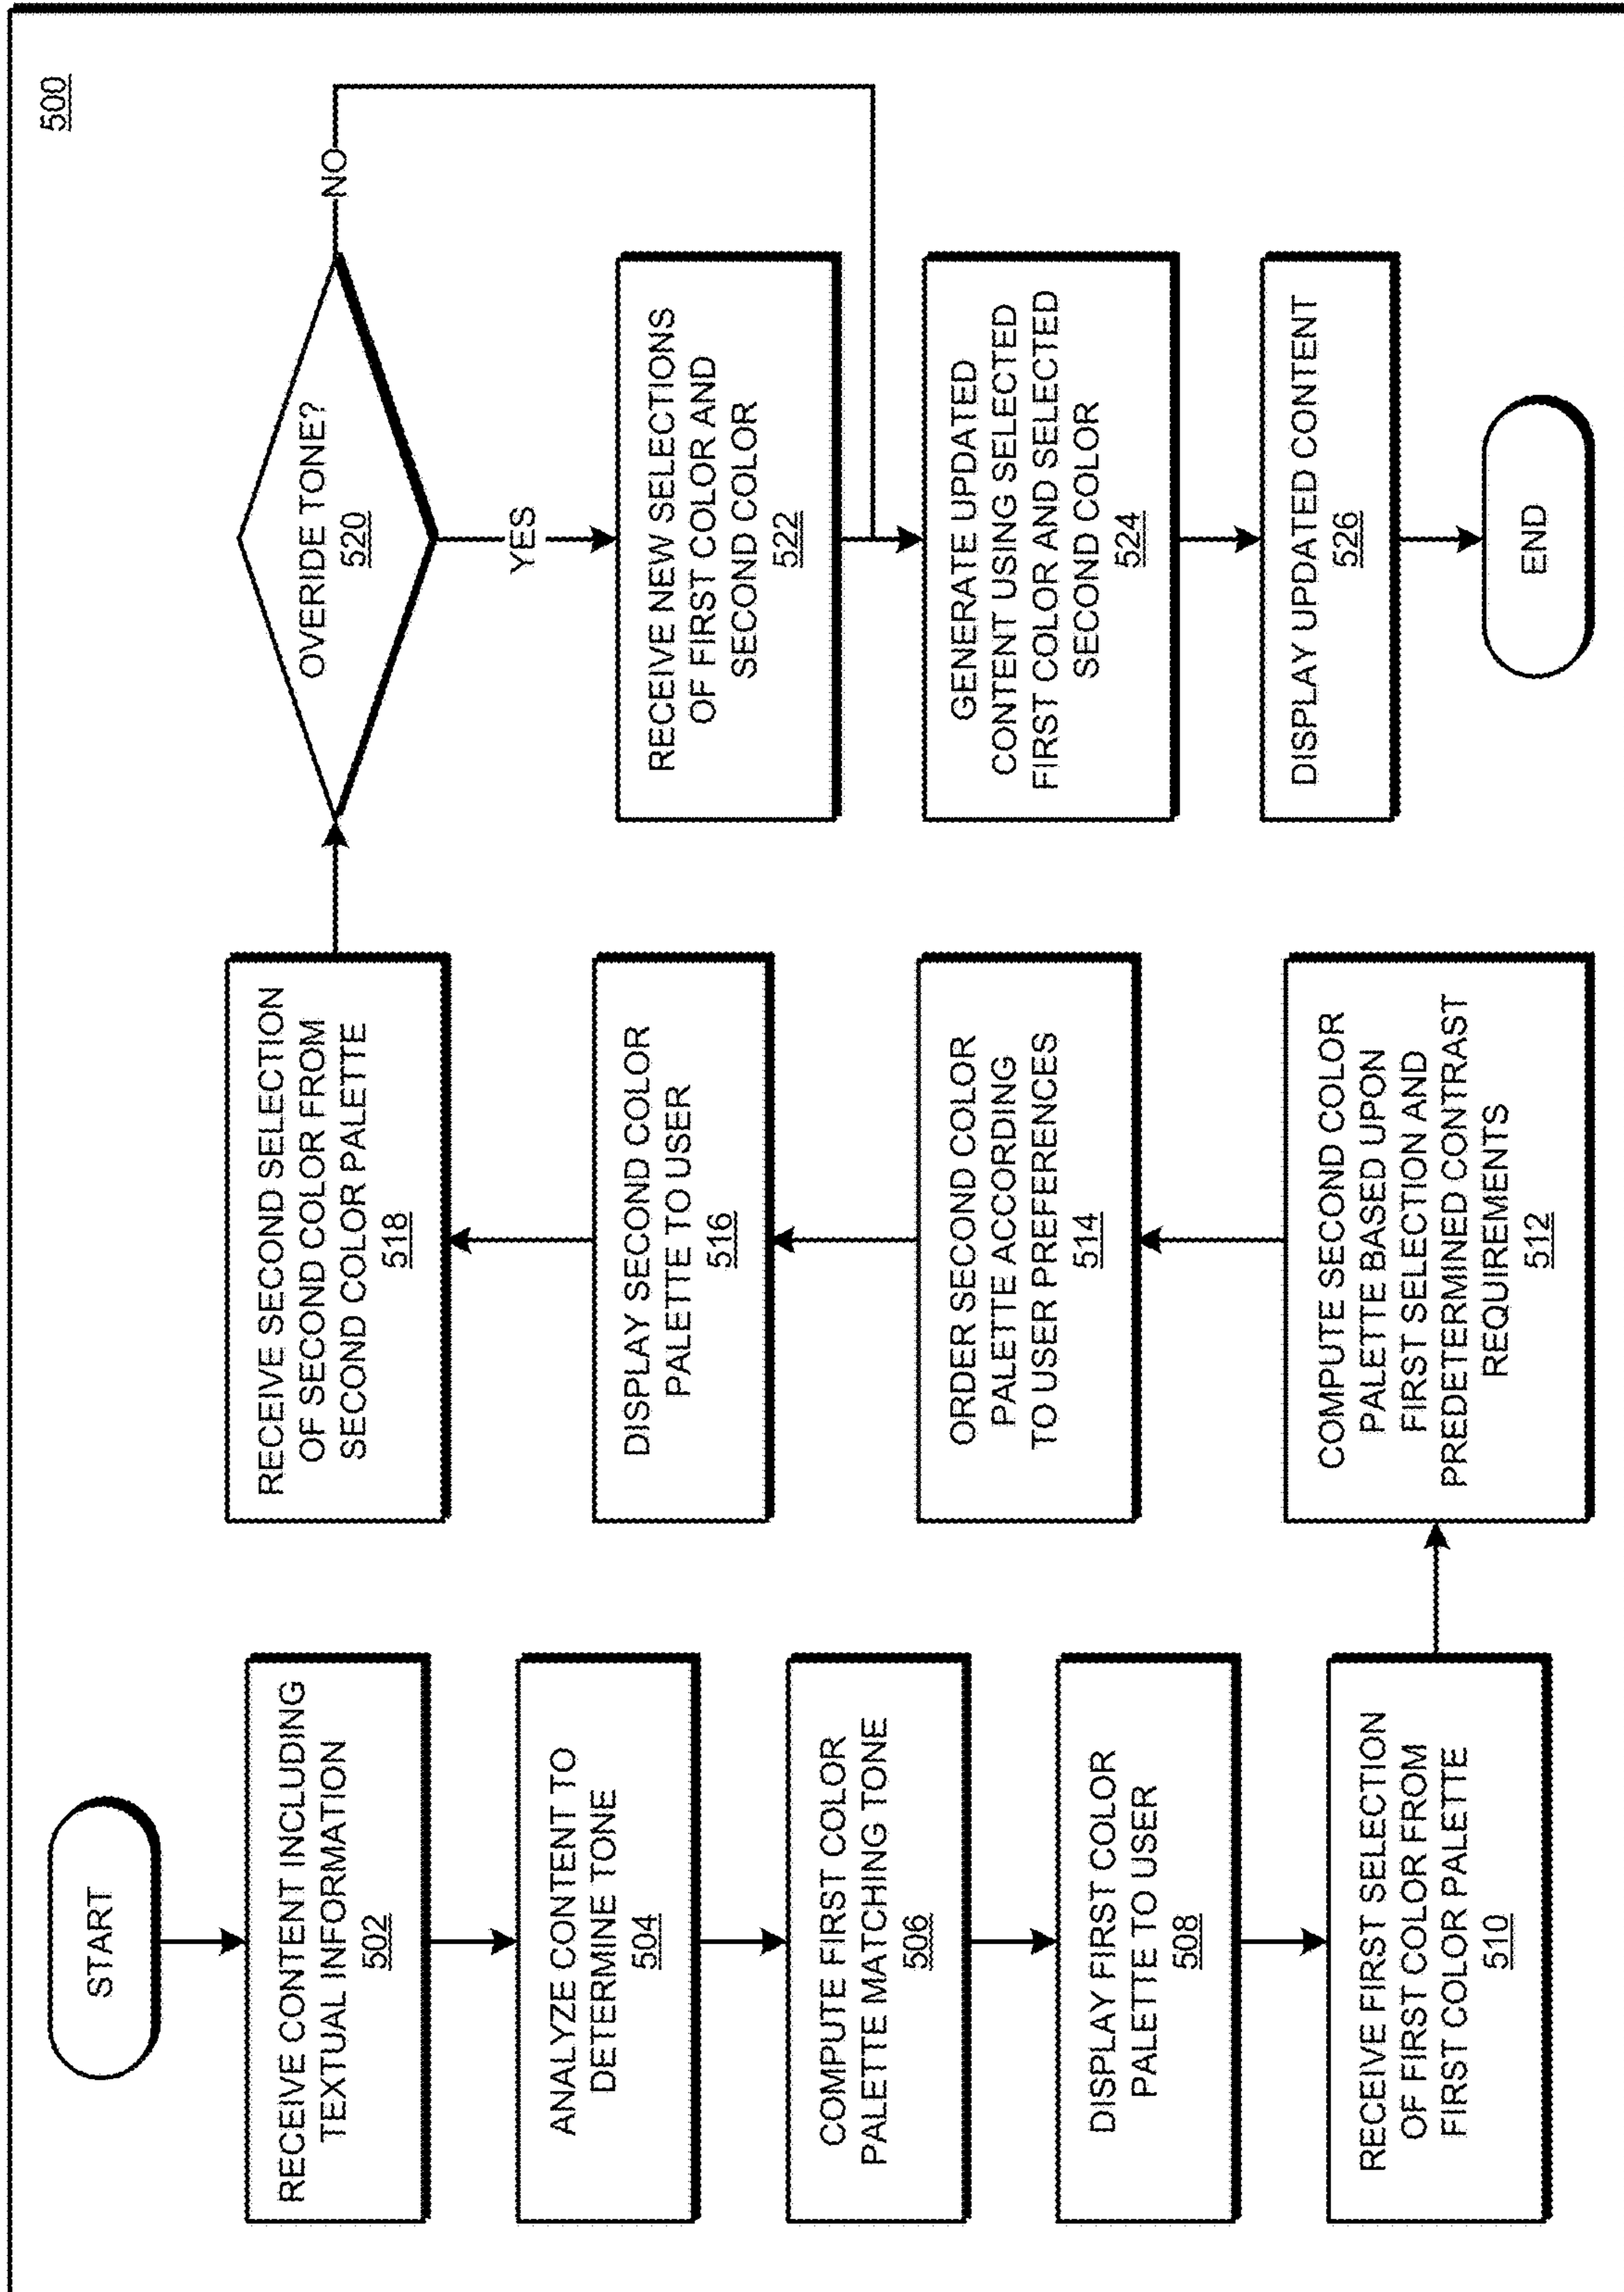 500
START
RECEIVE CONTENT INCLUDING
TEXTUAL INFORMATION
502
ANALYZE CONTENT TO
DETERMINE TONE
504
COMPUTE FIRST COLOR
PALETTE MATCHING TONE
506
DISPLAY FIRST COLOR
PALETTE TO USER
508
RECEIVE FIRST SELECTION
OF FIRST COLOR FROM
FIRST COLOR PALETTE
510
COMPUTE SECOND COLOR
PALETTE BASED UPON
FIRST SELECTION AND
PREDETERMINED CONTRAST
REQUIREMENTS
512
ORDER SECOND COLOR
PALETTE ACCORDING
TO USER PREFERENCES
514
DISPLAY SECOND COLOR
PALETTE TO USER
516
RECEIVE SECOND SELECTION
OF SECOND COLOR FROM
SECOND COLOR PALETTE
518
OVERRIDE TONE?
520
NO
YES
RECEIVE NEW SELECTIONS
OF FIRST COLOR AND
SECOND COLOR
522
GENERATE UPDATED
CONTENT USING SELECTED
FIRST COLOR AND SELECTED
SECOND COLOR
524
DISPLAY UPDATED CONTENT
526
END